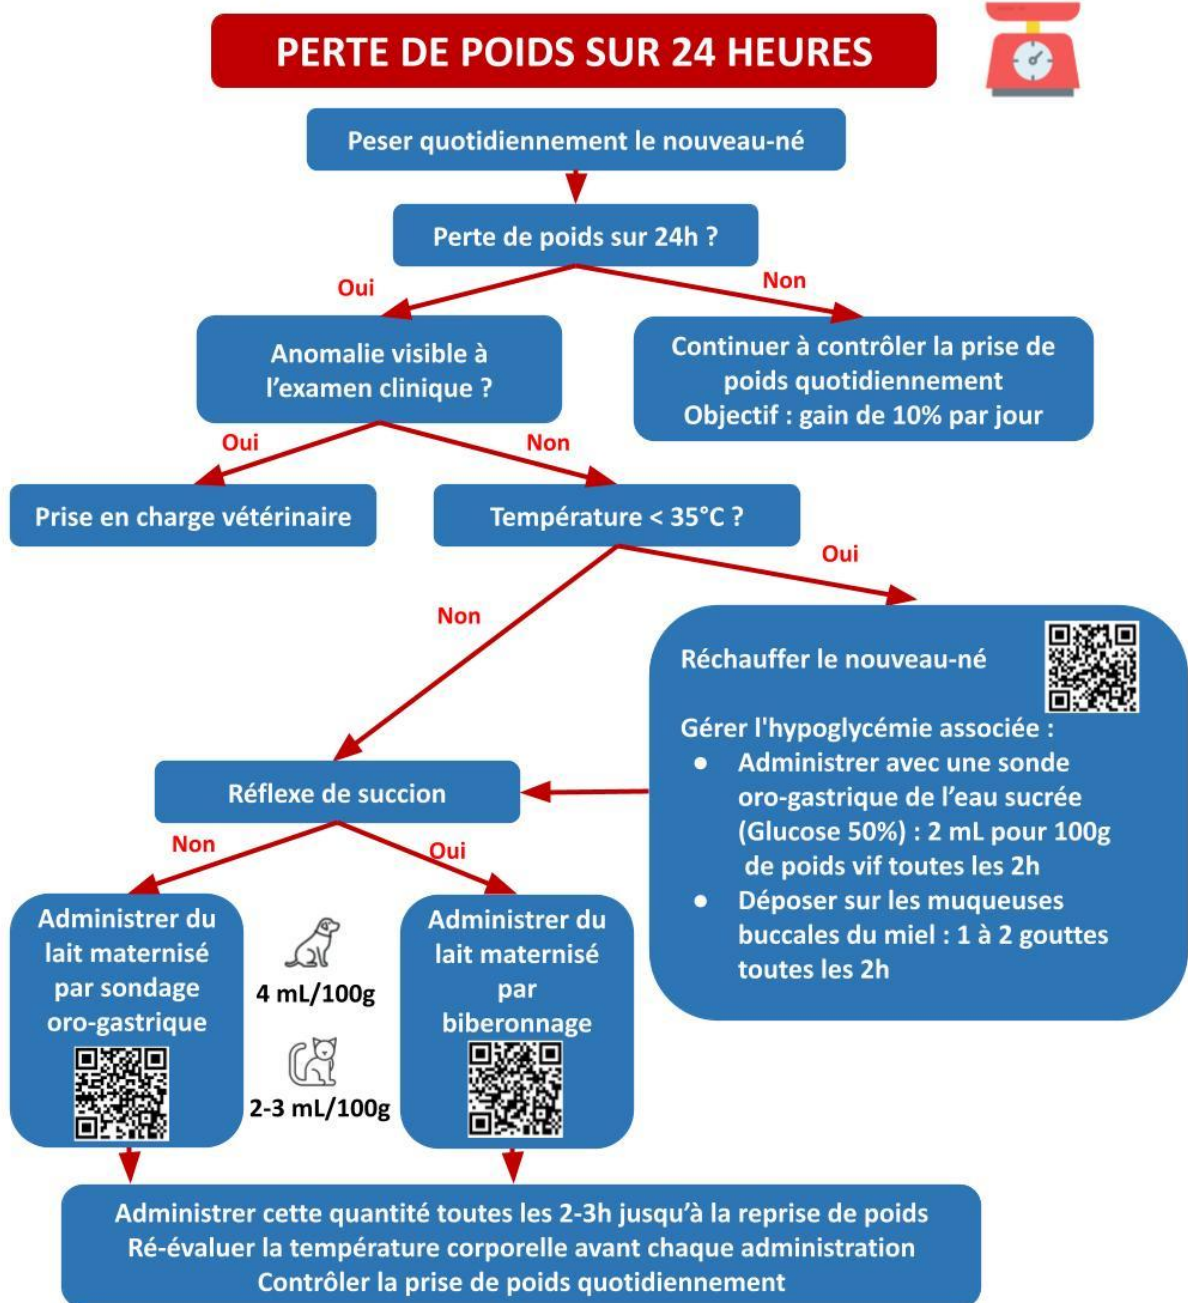 PERTE DE POIDS SUR 24 HEURES
Peser quotidiennement le nouveau-né
Perte de poids sur 24h ?
Oui
Non
Anomalie visible à
l'examen clinique ?
Continuer à contrôler la prise de
poids quotidiennement
Objectif : gain de 10% par jour
Oui
Non
Prise en charge vétérinaire
Température < 35°C ?
Oui
Non
Réchauffer le nouveau-né
Gérer l'hypoglycémie associée :
● Administrer avec une sonde
oro-gastrique de l'eau sucrée
(Glucose 50%) : 2 mL pour 100g
de poids vif toutes les 2h
● Déposer sur les muqueuses
buccales du miel : 1 à 2 gouttes
toutes les 2h
Réflexe de succion
Non
Oui
Administrer du
lait maternisé
par sondage
oro-gastrique
4 mL/100g
2-3 mL/100g
Administrer du
lait maternisé
par
biberonnage
Administrer cette quantité toutes les 2-3h jusqu'à la reprise de poids
Ré-évaluer la température corporelle avant chaque administration
Contrôler la prise de poids quotidiennement